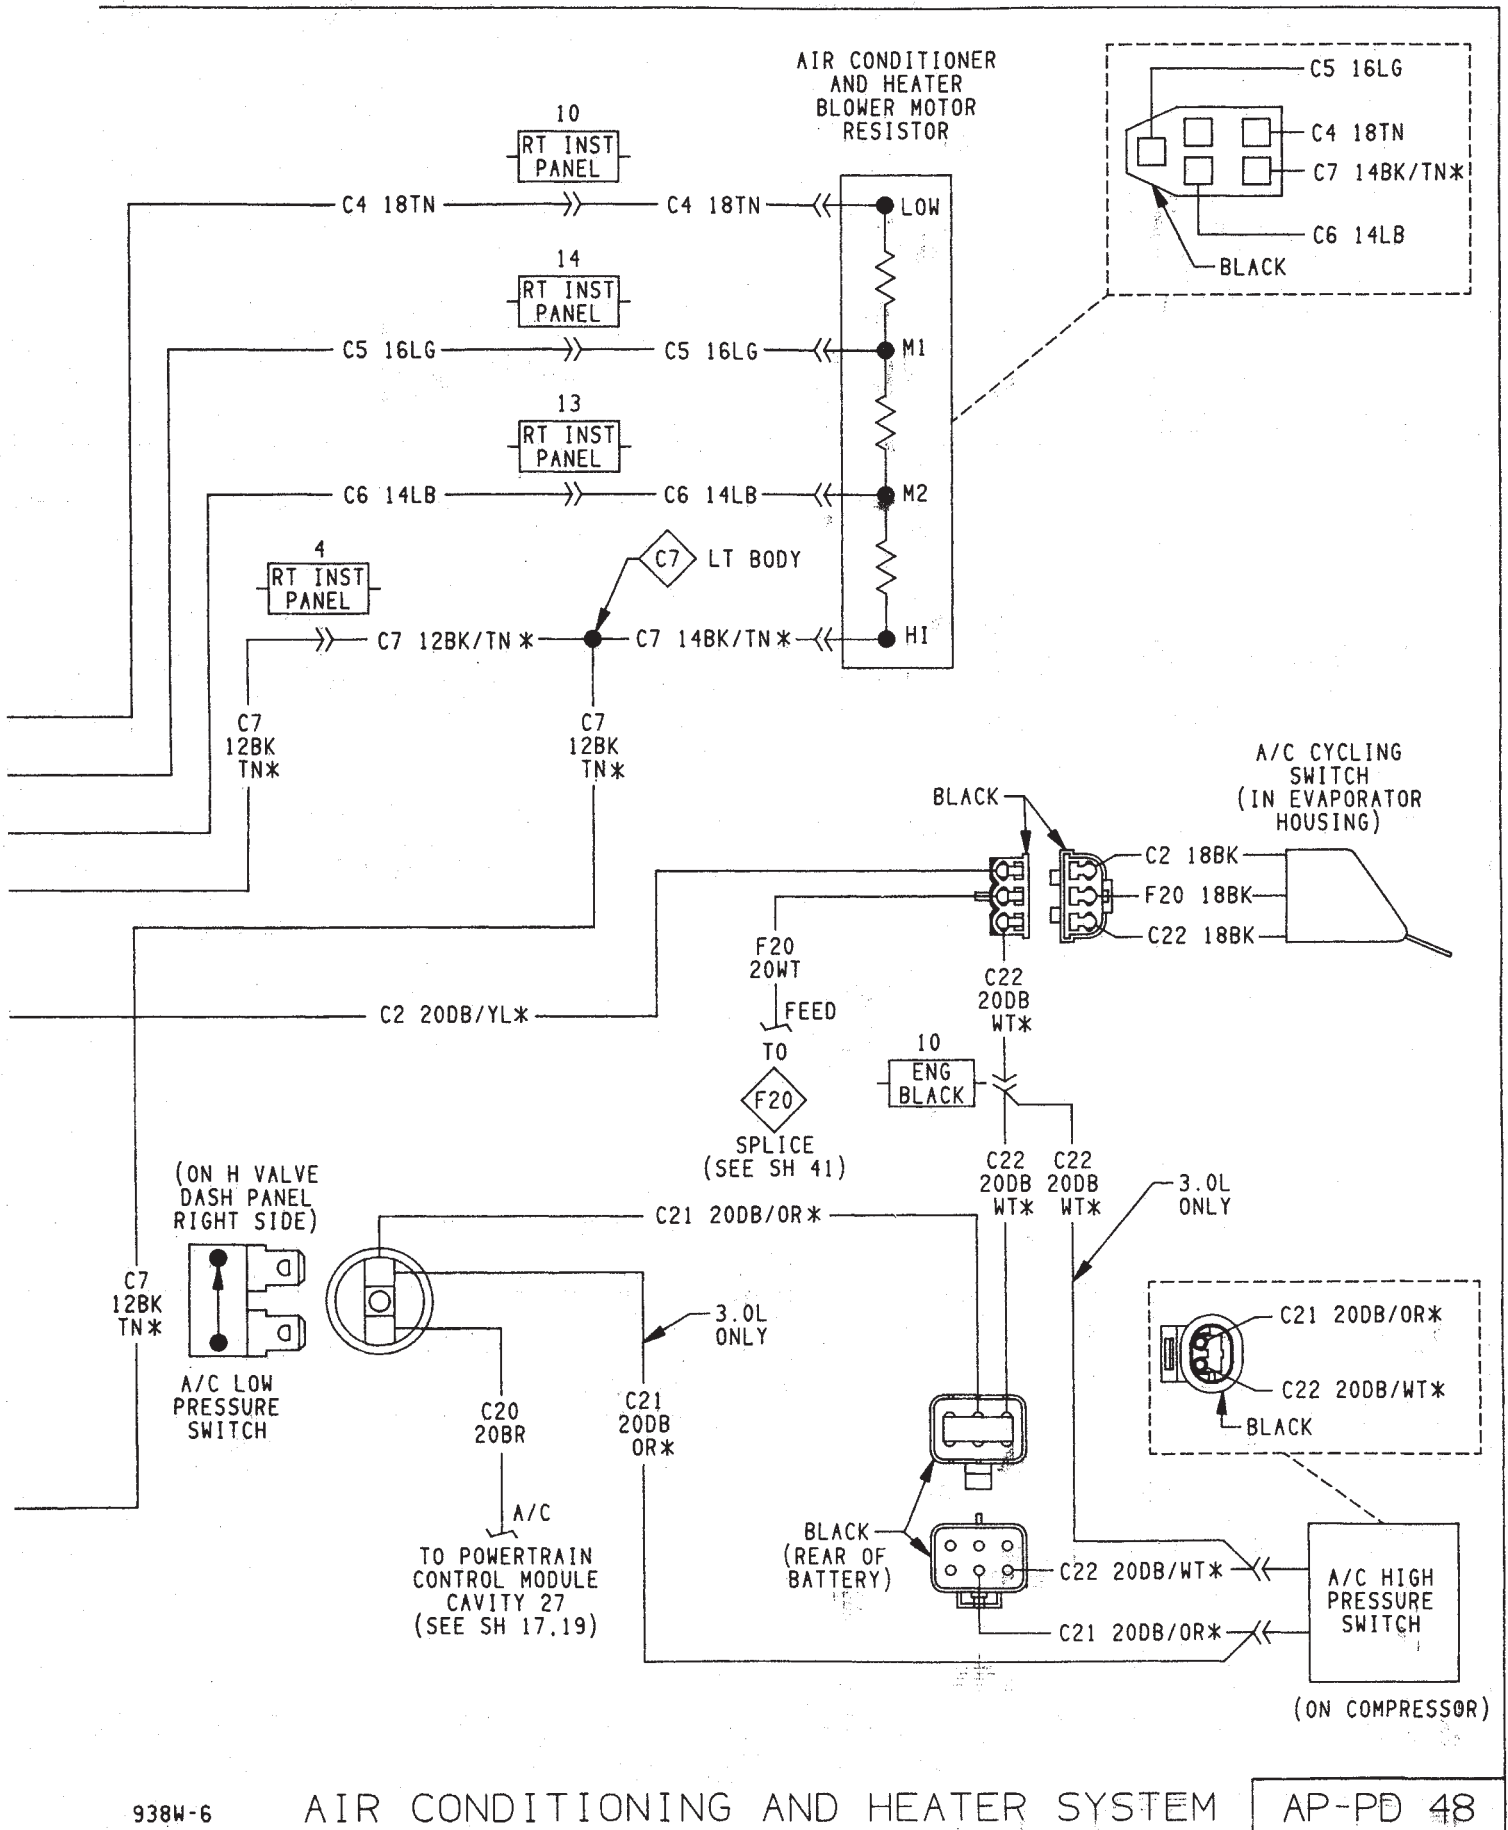 AIR CONDITIONER
AND HEATER
BLOWER MOTOR
RESISTOR
C5 16LG
C4 18TN
C7 14BK/TN*
C6 14LB
BLACK
10
RT INST
PANEL
C4 18TN
C4 18TN
LOW
14
RT INST
PANEL
C5 16LG
C5 16LG
M1
13
RT INST
PANEL
C6 14LB
C6 14LB
M2
C7
LT BODY
4
RT INST
PANEL
C7 12BK/TN*
C7 14BK/TN*
HI
C7
12BK
TN*
C7
12BK
TN*
A/C CYCLING
SWITCH
(IN EVAPORATOR
HOUSING)
BLACK
C2 18BK
F20 18BK
C22 18BK
F20
20WT
C22
20DB
WT*
C2 20DB/YL*
FEED
TO
F20
SPLICE
(SEE SH 41)
10
ENG
BLACK
C22
20DB
WT*
C22
20DB
WT*
3.0L
ONLY
(ON H VALVE
DASH PANEL
RIGHT SIDE)
C21 20DB/OR*
C7
12BK
TN*
3.0L
ONLY
A/C LOW
PRESSURE
SWITCH
C20
20BR
C21
20DB
OR*
C21 20DB/OR*
C22 20DB/WT*
BLACK
A/C
TO POWERTRAIN
CONTROL MODULE
CAVITY 27
(SEE SH 17,19)
BLACK
(REAR OF
BATTERY)
C22 20DB/WT*
C21 20DB/OR*
A/C HIGH
PRESSURE
SWITCH
(ON COMPRESSOR)
938W-6
AIR CONDITIONING AND HEATER SYSTEM
AP-PD 48